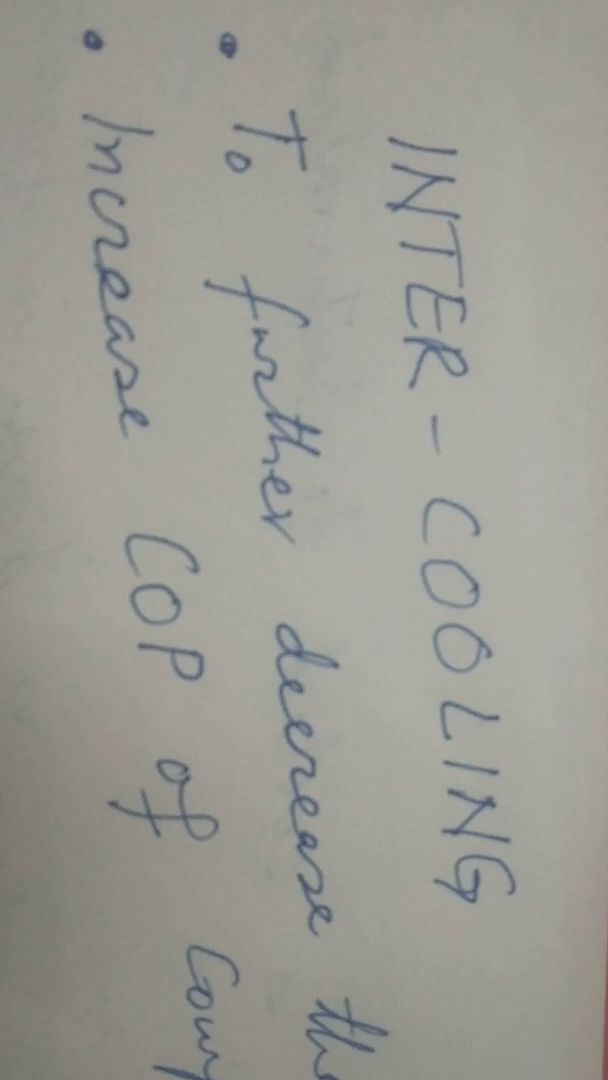 INTER-COOLING
• To further decrease the
• Increase COP of